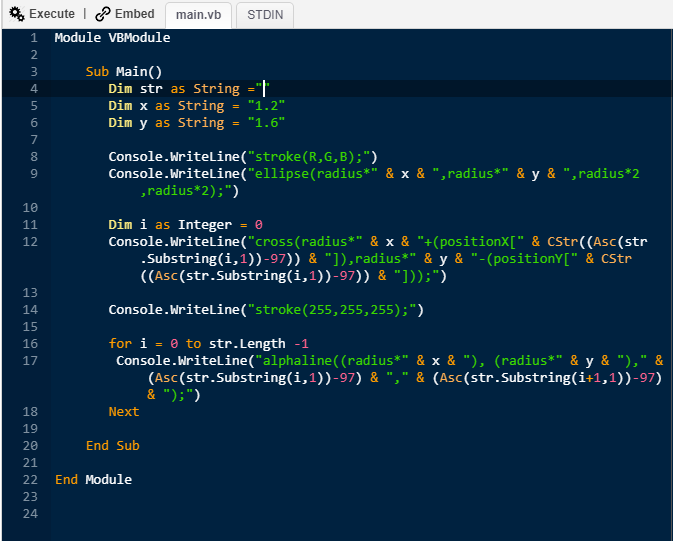 Execute | Embed main.vb STDIN
1 Module VBModule
2
3 Sub Main()
4 Dim str as String =""
5 Dim x as String = "1.2"
6 Dim y as String = "1.6"
7
8 Console.WriteLine("stroke(R,G,B);")
9 Console.WriteLine("ellipse(radius*" & x & ",radius*" & y & ",radius*2
,radius*2);")
10
11 Dim i as Integer = 0
12 Console.WriteLine("cross(radius*" & x & "+(positionX[" & CStr((Asc(str
.Substring(i,1))-97)) & "]),radius*" & y & "-(positionY[" & CStr
((Asc(str.Substring(i,1))-97)) & "]));")
13
14 Console.WriteLine("stroke(255,255,255);")
15
16 for i = 0 to str.Length -1
17 Console.WriteLine("alphaline((radius*" & x & "), (radius*" & y & ")," &
(Asc(str.Substring(i,1))-97) & "," & (Asc(str.Substring(i+1,1))-97)
& ");")
18 Next
19
20 End Sub
21
22 End Module
23
24